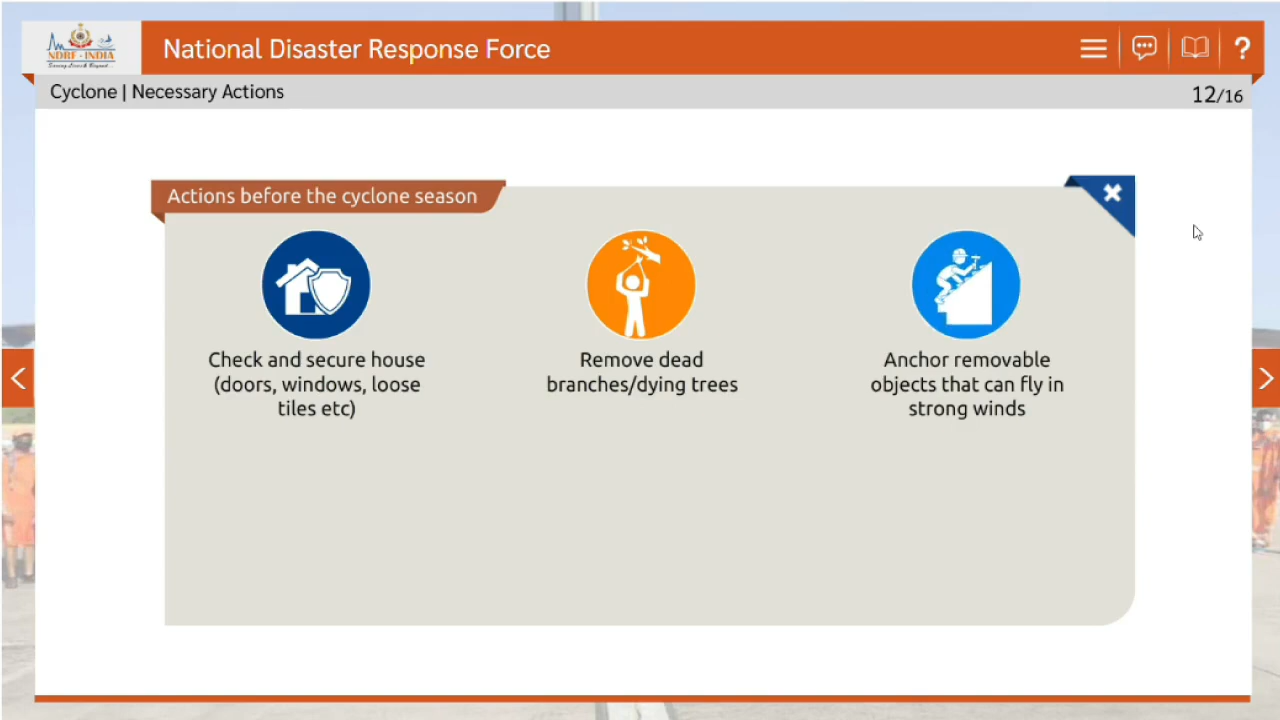 NDRF - INDIA
National Disaster Response Force
?
Cyclone | Necessary Actions
12/16
Actions before the cyclone season
Check and secure house
(doors, windows, loose
tiles etc)
Remove dead
branches/dying trees
Anchor removable
objects that can fly in
strong winds